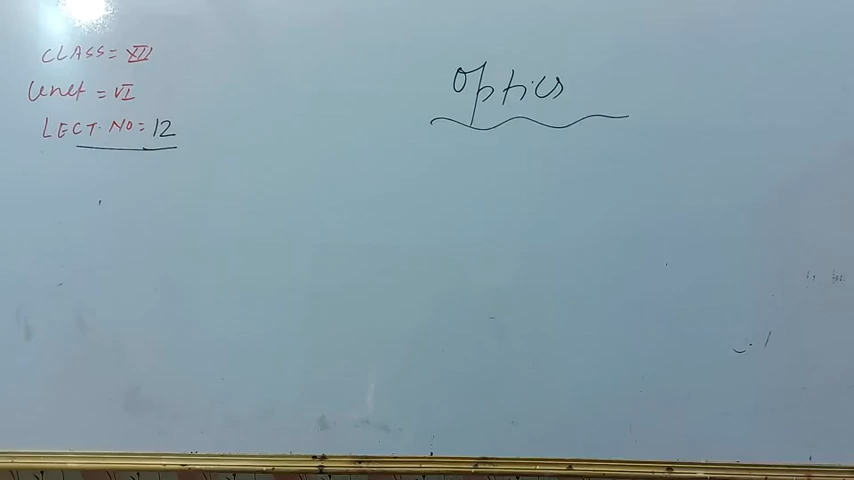 CLASS = XII
Unit = VI
LECT. NO = 12
Optics